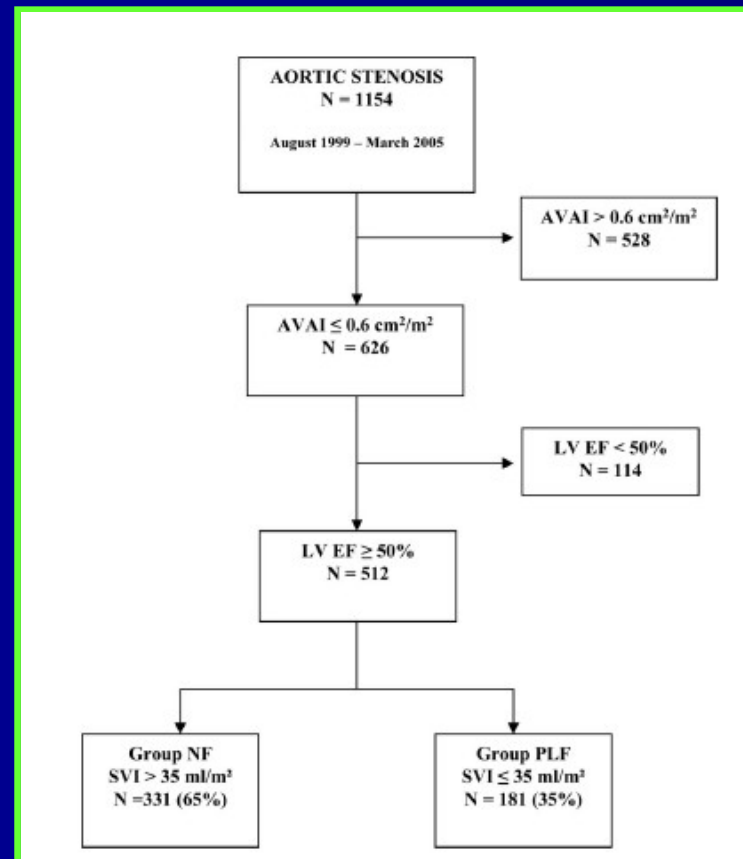 AORTIC STENOSIS
N = 1154
August 1999 – March 2005
AVAI > 0.6 cm²/m²
N = 528
AVAI ≤ 0.6 cm²/m²
N = 626
LV EF < 50%
N = 114
LV EF ≥ 50%
N = 512
Group NF
SVI > 35 ml/m²
N =331 (65%)
Group PLF
SVI ≤ 35 ml/m²
N = 181 (35%)